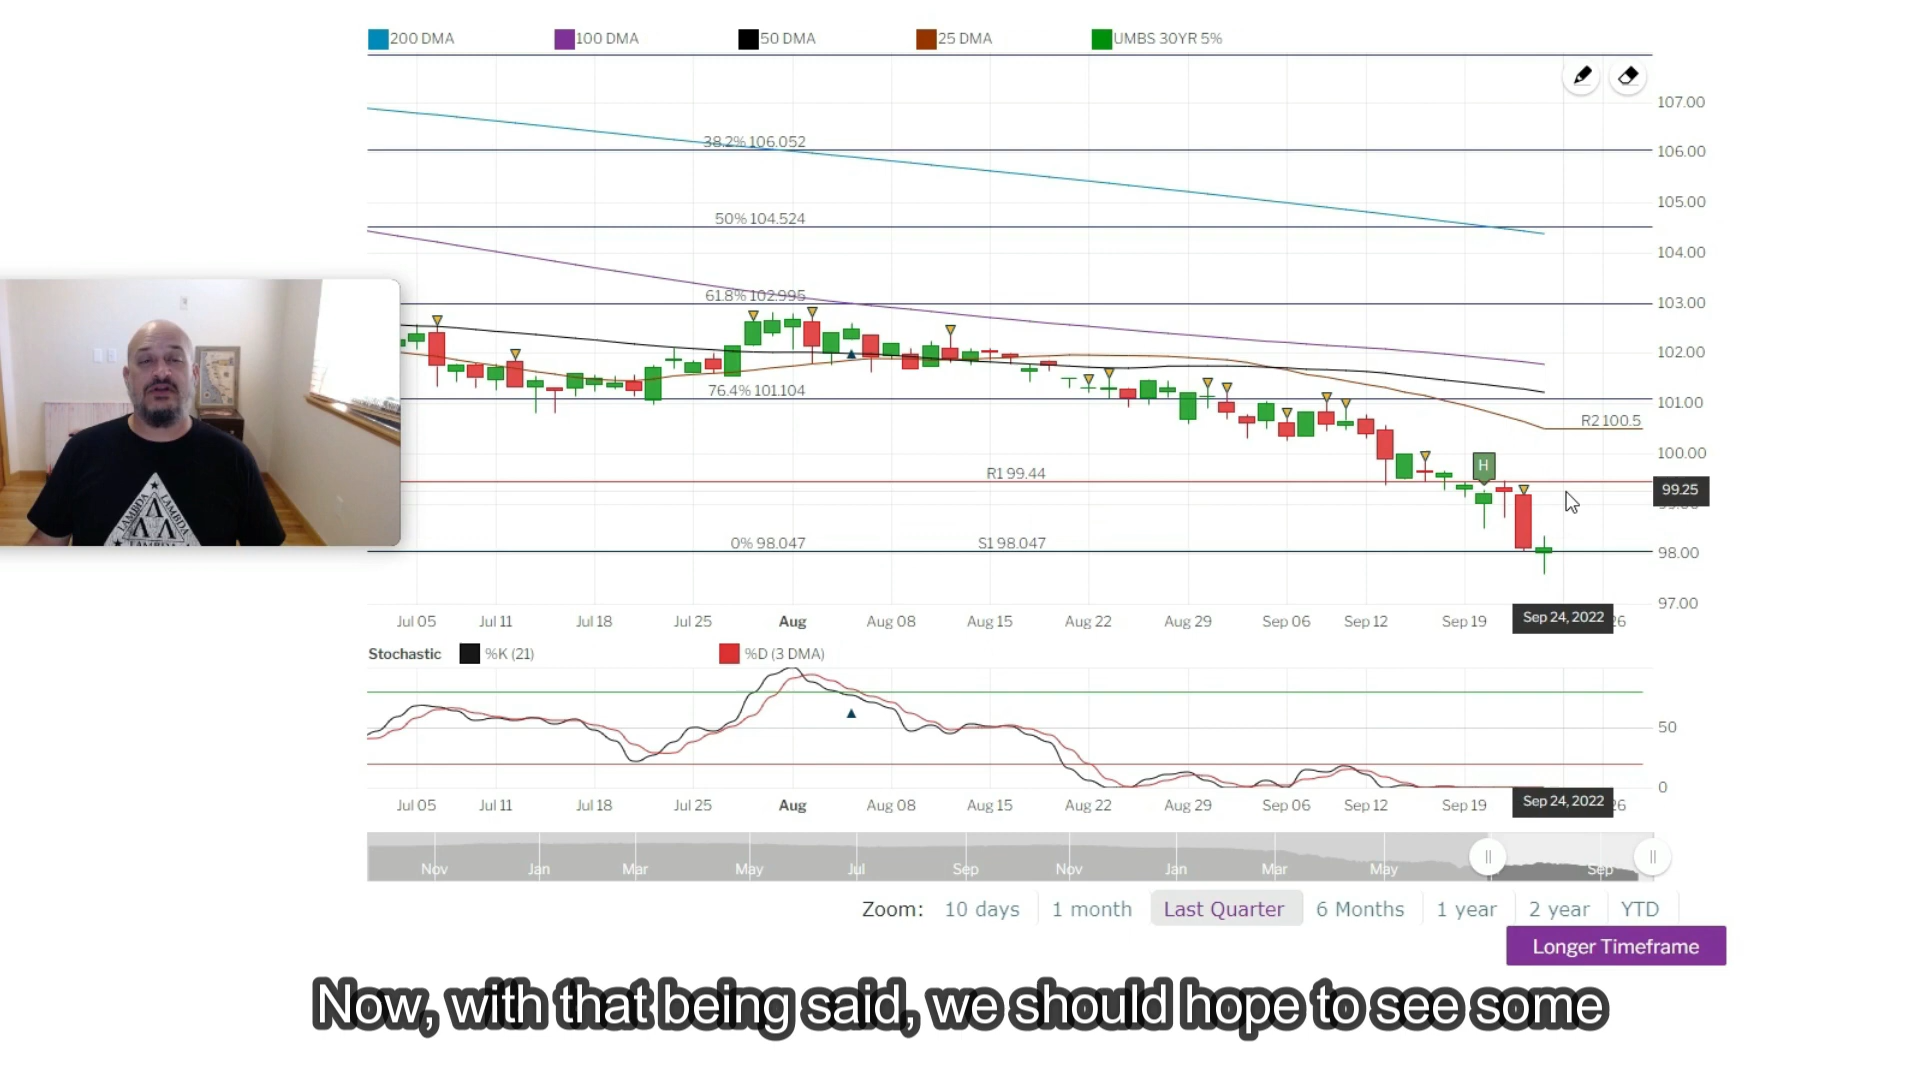 200 DMA
100 DMA
50 DMA
25 DMA
UMBS 30YR 5%
107.00
38.2% 106.052
106.00
105.00
50% 104.524
104.00
61.8% 102.995
103.00
102.00
76.4% 101.104
101.00
R2 100.5
100.00
H
R1 99.44
99.25
0% 98.047
S1 98.047
98.00
97.00
Jul 05
Jul 11
Jul 18
Jul 25
Aug
Aug 08
Aug 15
Aug 22
Aug 29
Sep 06
Sep 12
Sep 19
Sep 24, 2022
26
Stochastic
%K (21)
%D (3 DMA)
50
0
Jul 05
Jul 11
Jul 18
Jul 25
Aug
Aug 08
Aug 15
Aug 22
Aug 29
Sep 06
Sep 12
Sep 19
Sep 24, 2022
26
LAMBDA
LAMBDA
LAMBDA
Nov
Jan
Mar
May
Jul
Sep
Nov
Jan
Mar
May
Sep
Zoom: 10 days 1 month Last Quarter 6 Months 1 year 2 year YTD
Longer Timeframe
Now, with that being said, we should hope to see some